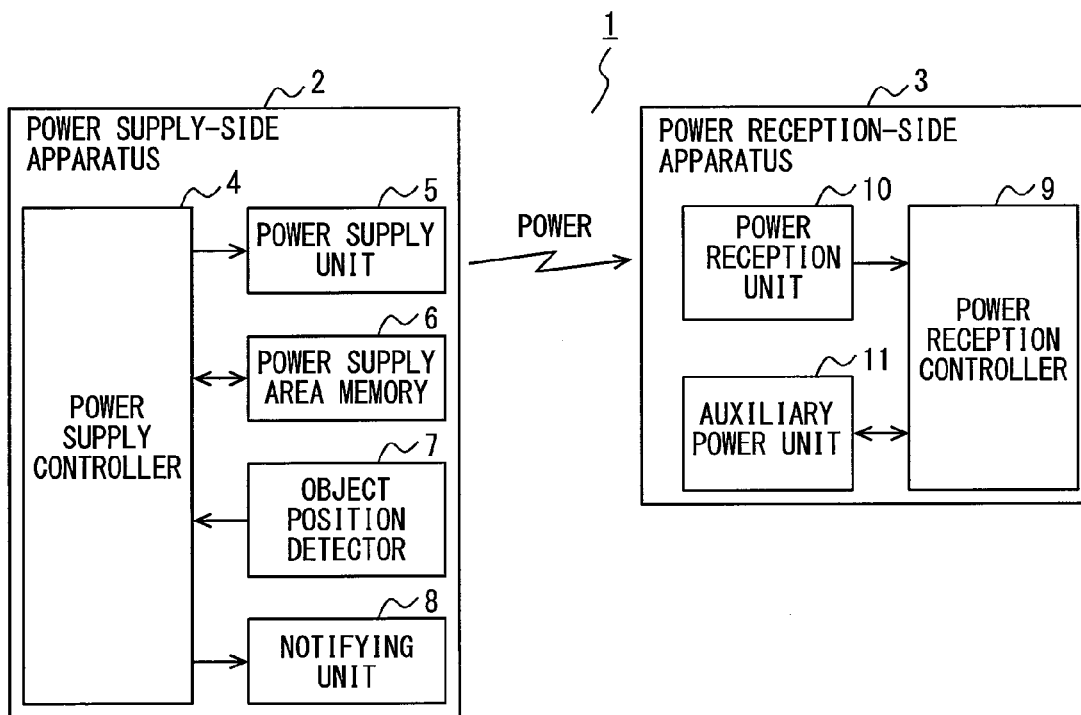 1
2
POWER SUPPLY-SIDE
APPARATUS
4
POWER
SUPPLY
CONTROLLER
5
POWER SUPPLY
UNIT
6
POWER SUPPLY
AREA MEMORY
7
OBJECT
POSITION
DETECTOR
8
NOTIFYING
UNIT
POWER
3
POWER RECEPTION-SIDE
APPARATUS
10
POWER
RECEPTION
UNIT
11
AUXILIARY
POWER UNIT
9
POWER
RECEPTION
CONTROLLER